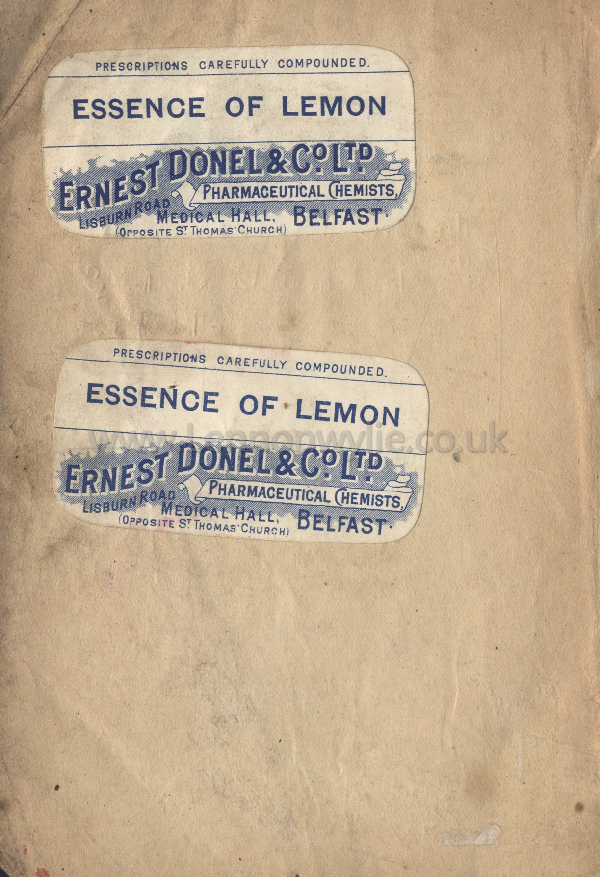 PRESCRIPTIONS CAREFULLY COMPOUNDED.
ESSENCE OF LEMON
ERNEST DONEL & Co. LTD
PHARMACEUTICAL CHEMISTS,
LISBURN ROAD MEDICAL HALL, BELFAST.
(OPPOSITE ST THOMAS' CHURCH)
PRESCRIPTIONS CAREFULLY COMPOUNDED.
ESSENCE OF LEMON
www.Lennonwylie.co.uk
ERNEST DONEL & Co. LTD
PHARMACEUTICAL CHEMISTS,
LISBURN ROAD MEDICAL HALL, BELFAST.
(OPPOSITE ST THOMAS' CHURCH)